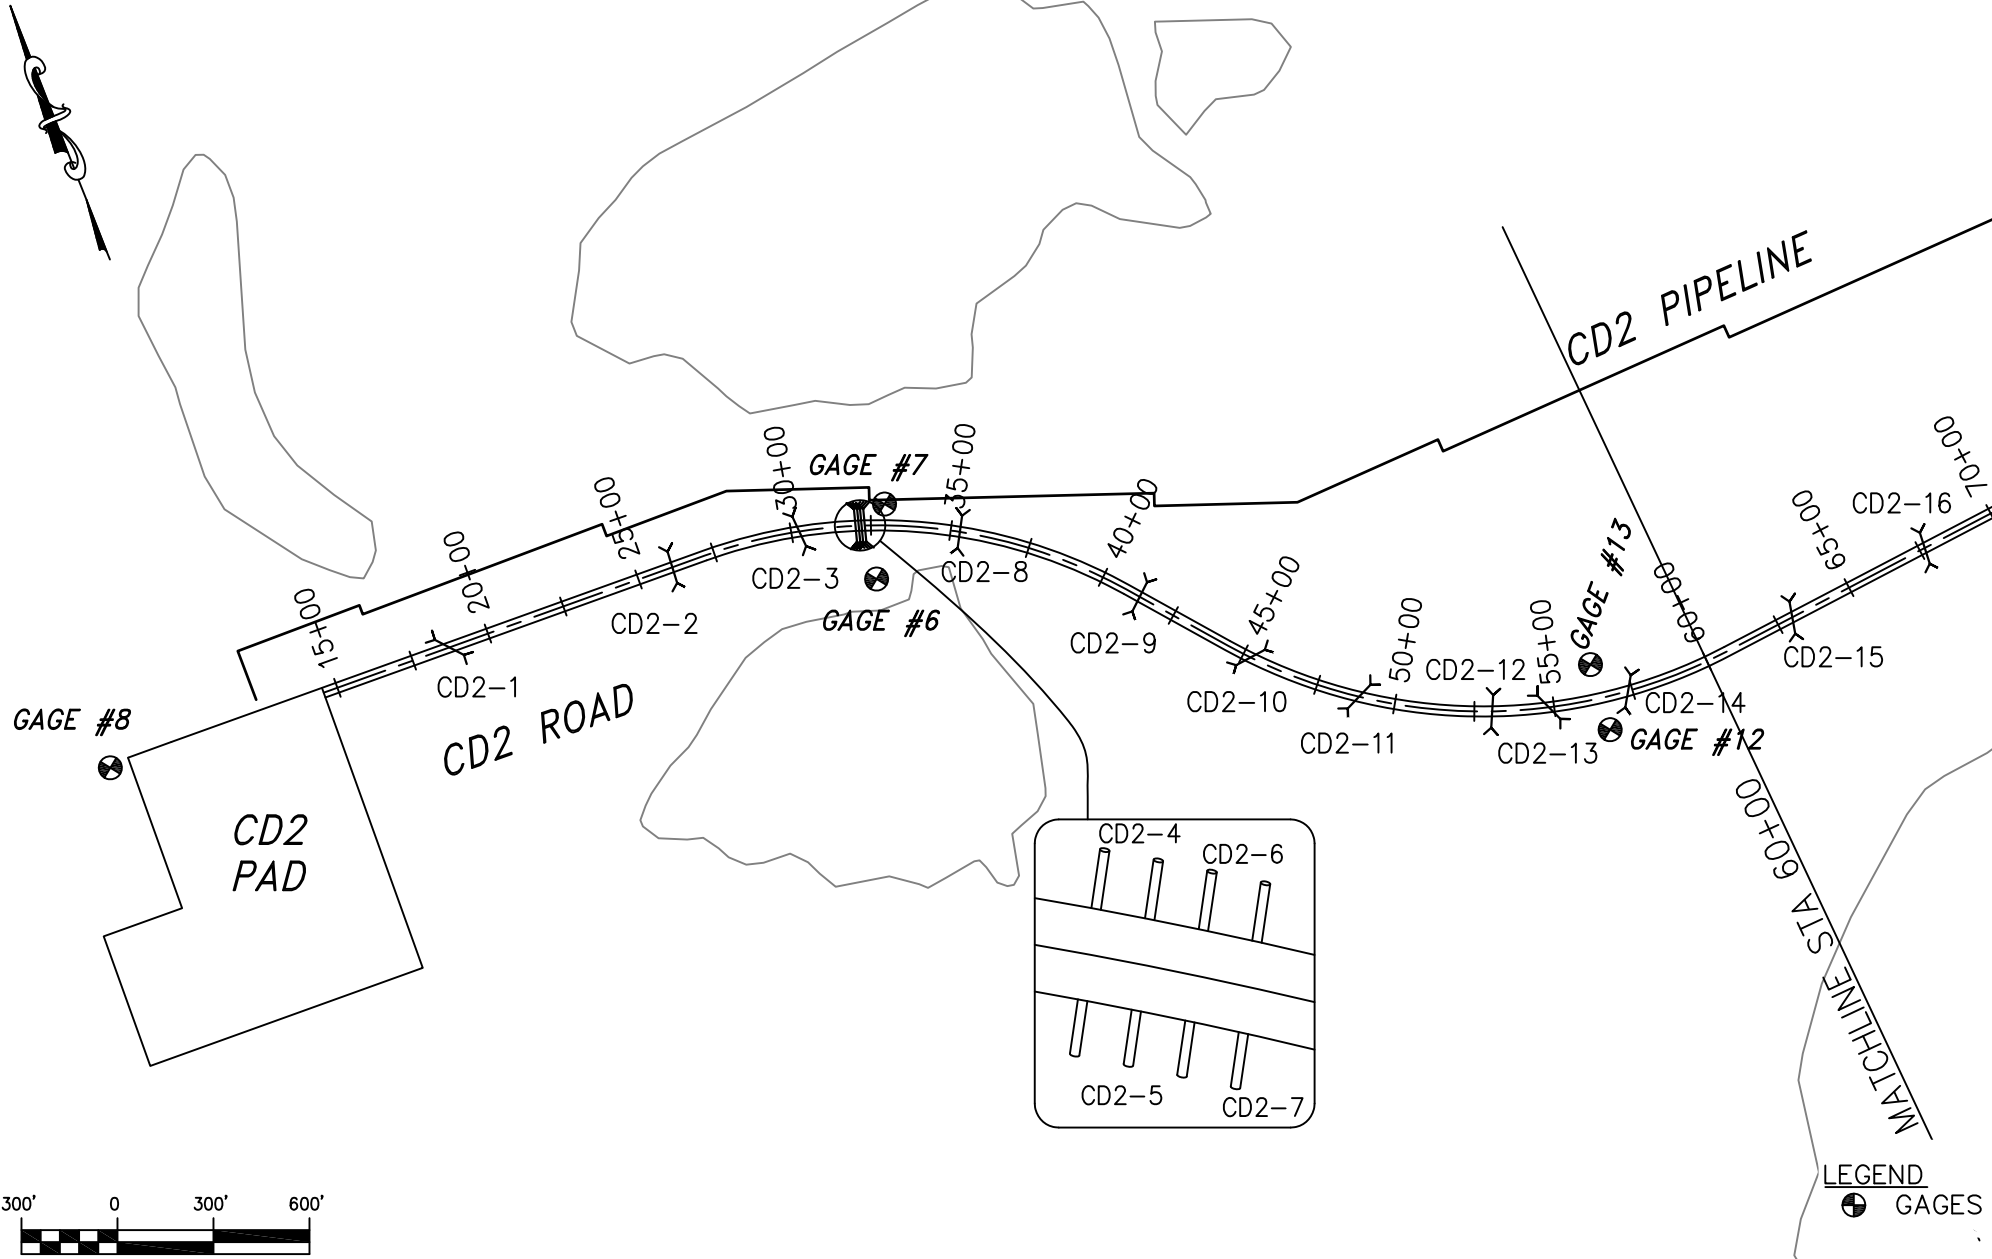 CD2 PIPELINE
70+00
CD2-16
65+00
GAGE #7
30+00
35+00
25+00
40+00
20+00
GAGE #13
60+00
15+00
45+00
50+00
55+00
CD2-3
CD2-8
CD2-2
GAGE #6
CD2-9
CD2-12
CD2-15
CD2-1
CD2-10
CD2-14
CD2 ROAD
GAGE #8
CD2-11
CD2-13
GAGE #12
CD2
PAD
CD2-4
CD2-6
CD2-5
CD2-7
MATCHLINE STA 60+00
LEGEND
GAGES
300' 0 300' 600'